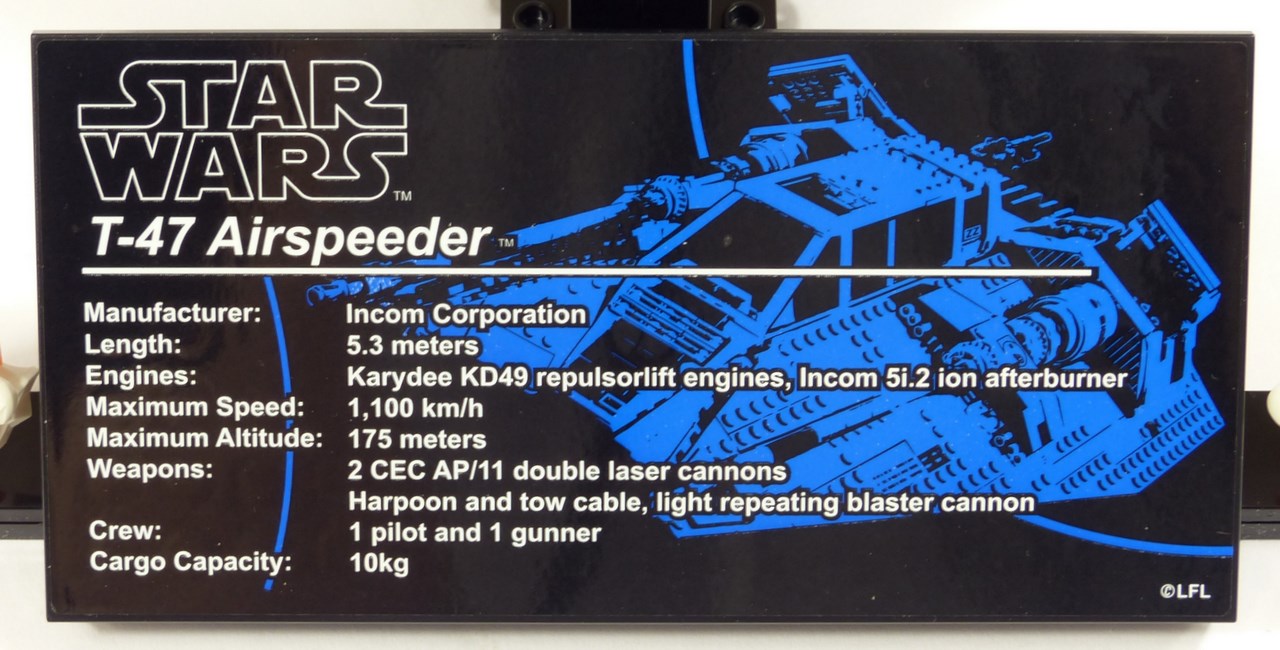 STAR
WARS™
T-47 Airspeeder™
Manufacturer: Incom Corporation
Length: 5.3 meters
Engines: Karydee KD49 repulsorlift engines, Incom 5i.2 ion afterburner
Maximum Speed: 1,100 km/h
Maximum Altitude: 175 meters
Weapons: 2 CEC AP/11 double laser cannons
Harpoon and tow cable, light repeating blaster cannon
Crew: 1 pilot and 1 gunner
Cargo Capacity: 10kg
©LFL